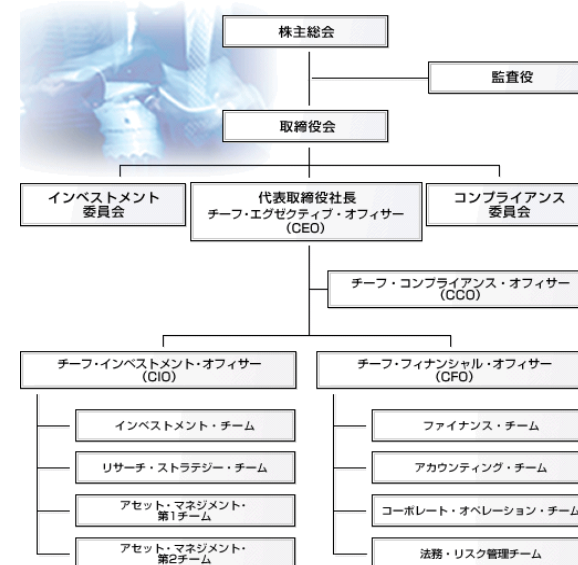 株主総会
監査役
取締役会
インベストメント
委員会
代表取締役社長
チーフ・エグゼクティブ・オフィサー
(CEO)
コンプライアンス
委員会
チーフ・コンプライアンス・オフィサー
(CCO)
チーフ・インベストメント・オフィサー
(CIO)
チーフ・フィナンシャル・オフィサー
(CFO)
インベストメント・チーム
ファイナンス・チーム
リサーチ・ストラテジー・チーム
アカウンティング・チーム
アセット・マネジメント・
第1チーム
コーポレート・オペレーション・チーム
アセット・マネジメント・
第2チーム
法務・リスク管理チーム